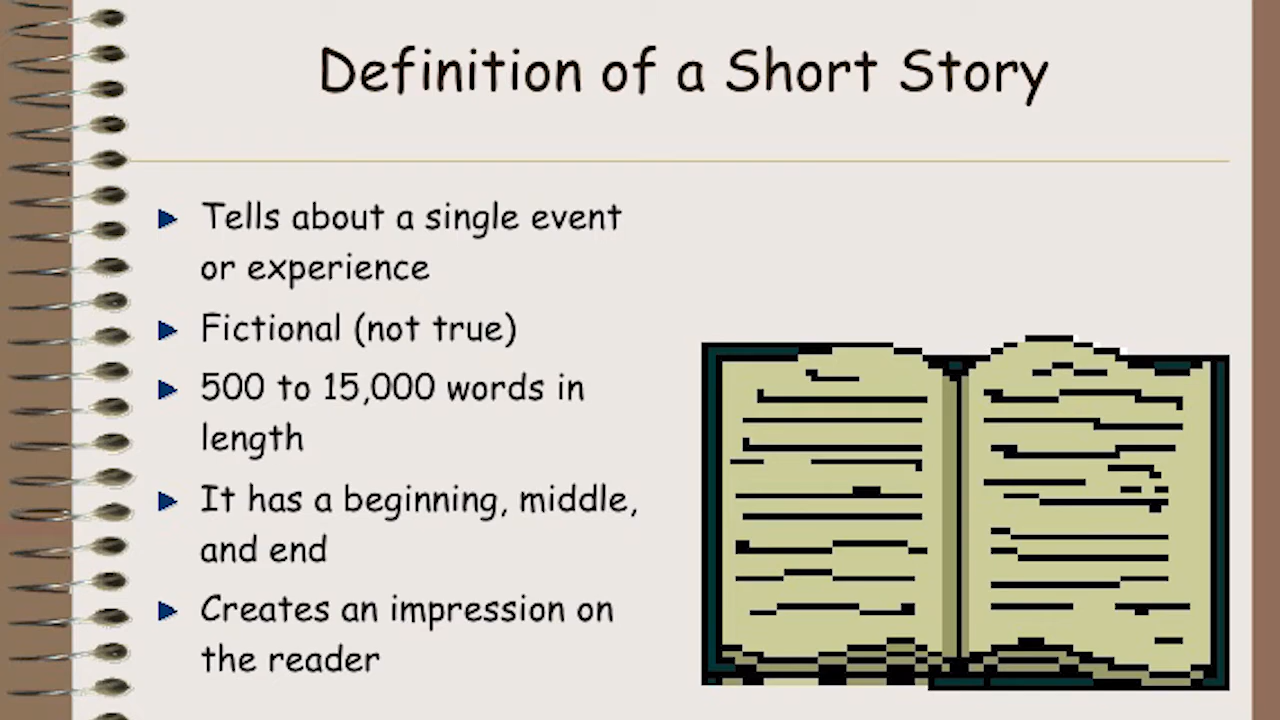 Definition of a Short Story
Tells about a single event
or experience
Fictional (not true)
500 to 15,000 words in
length
It has a beginning, middle,
and end
Creates an impression on
the reader